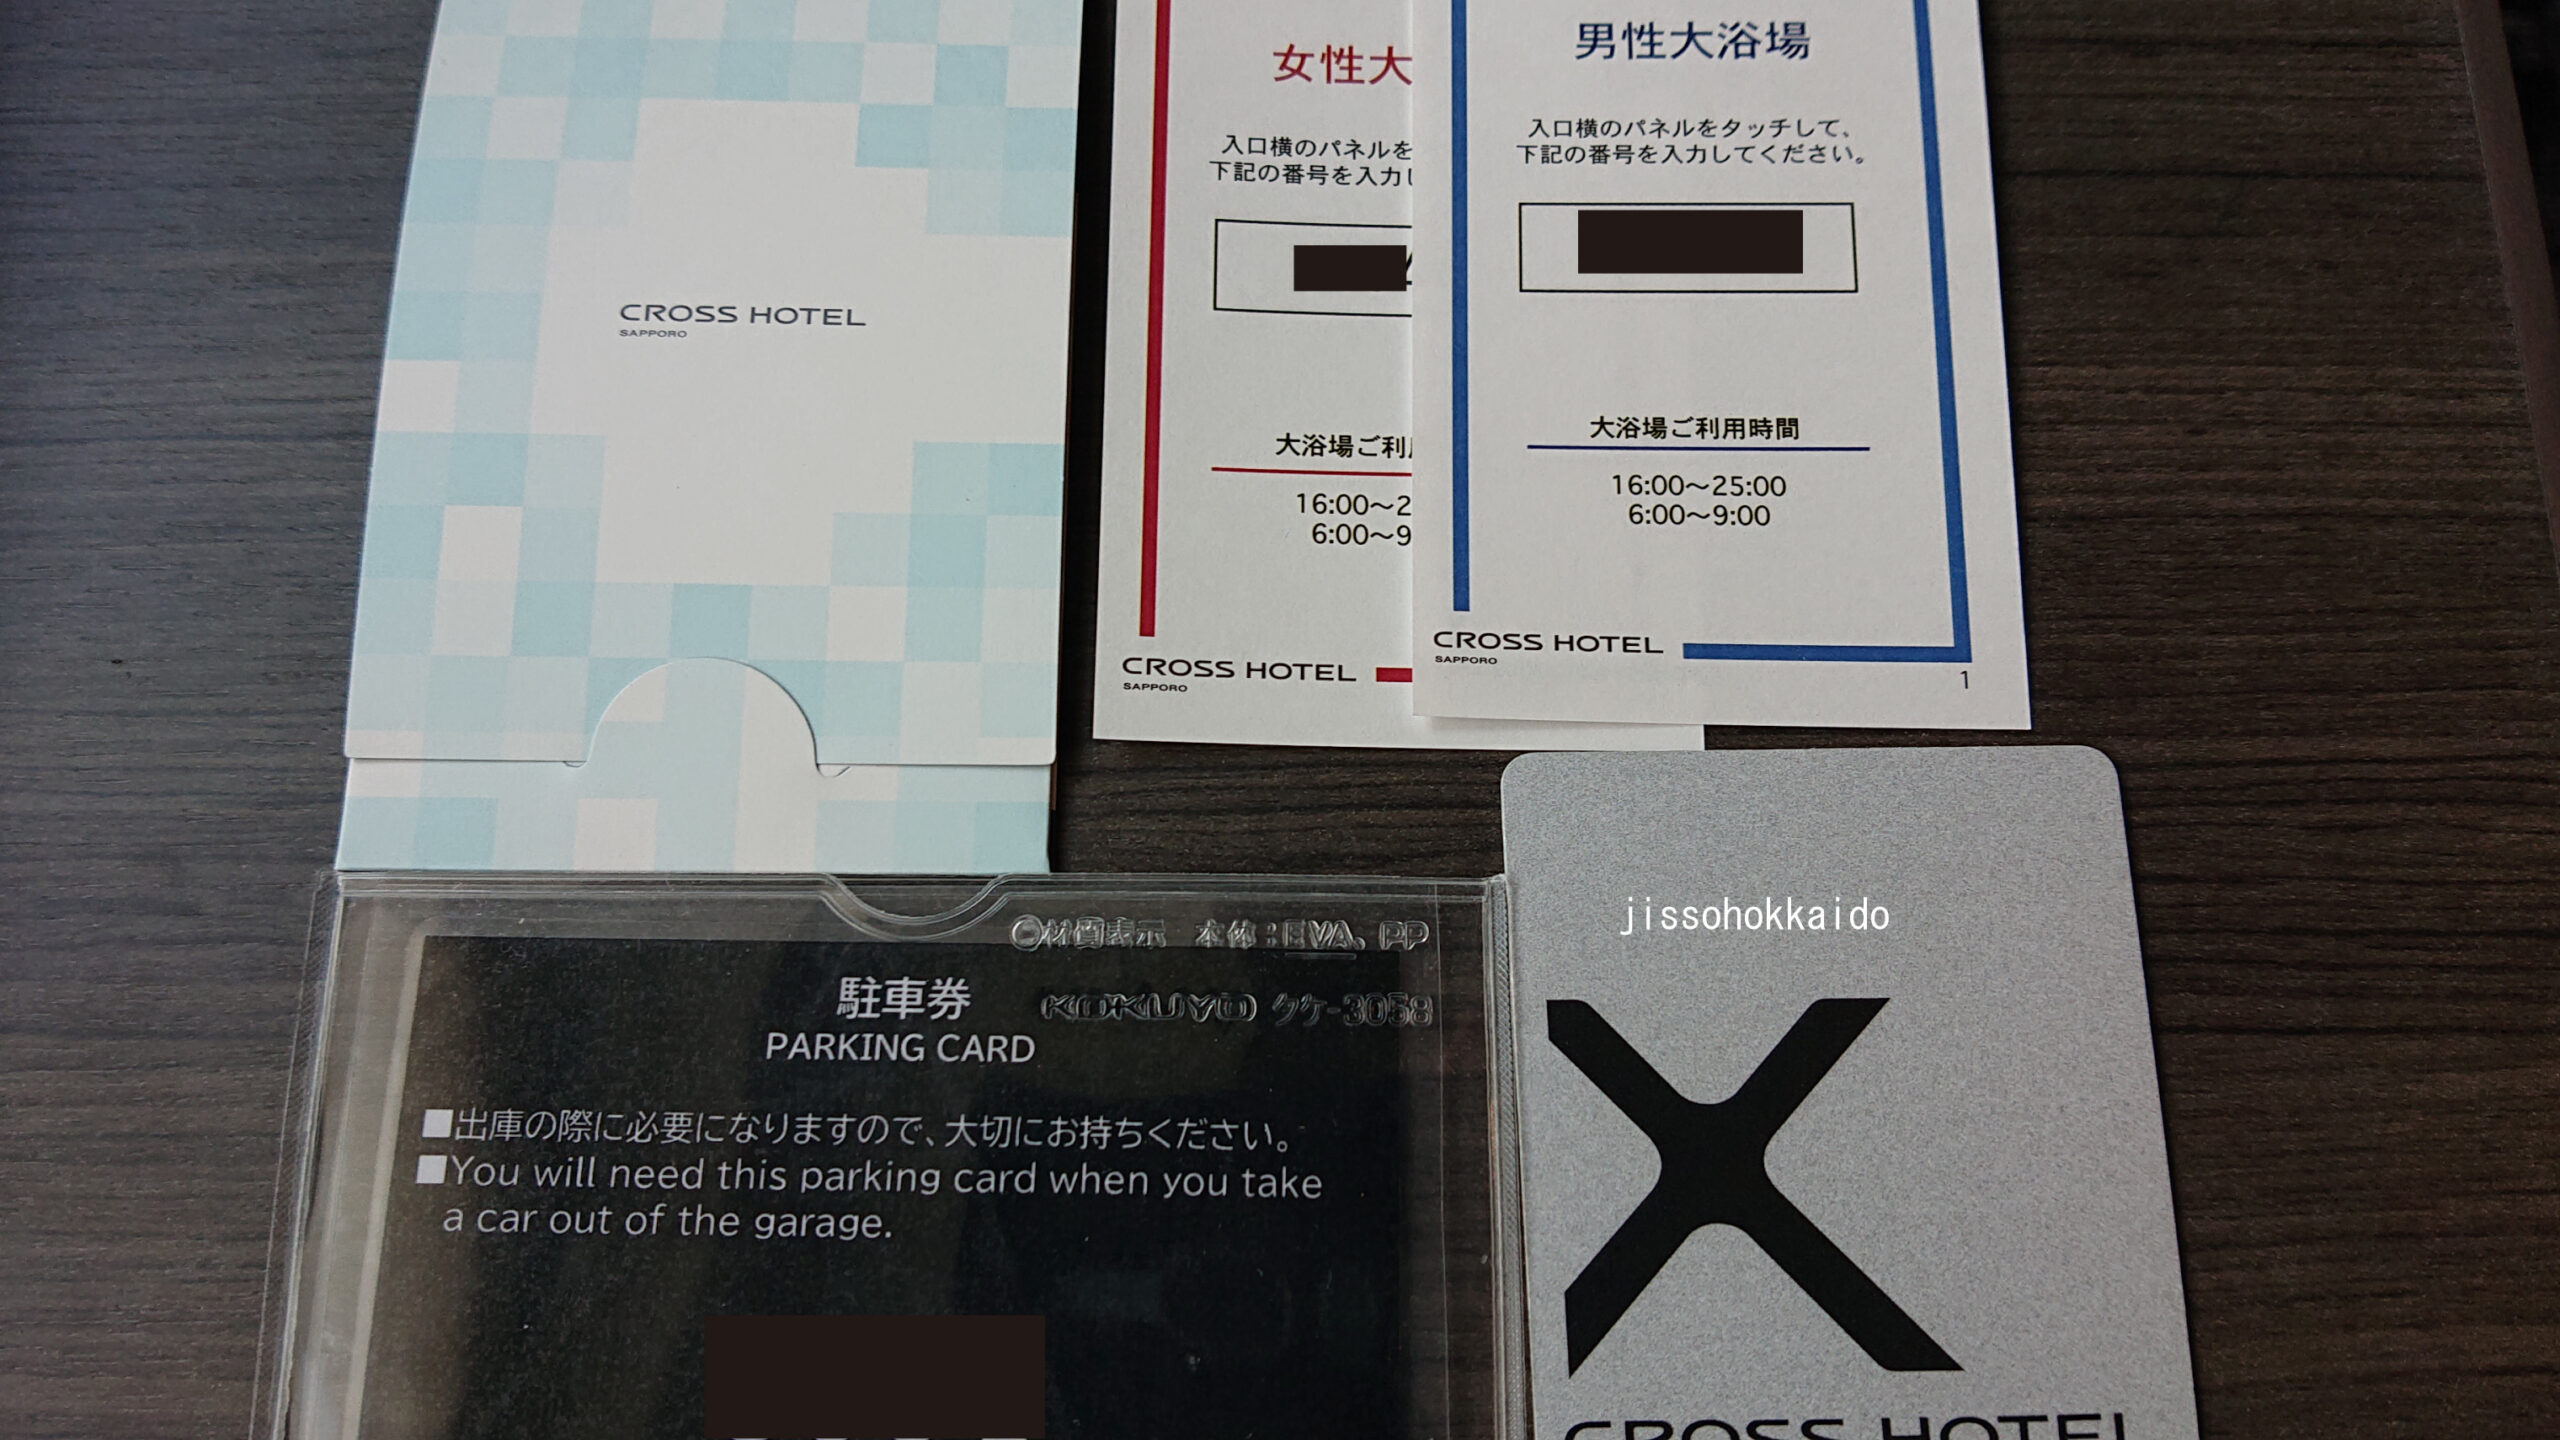 CROSS HOTEL
SAPPORO
女性大
入口横のパネルを
下記の番号を入力し
大浴場ご利
16:00～2
6:00～9
CROSS HOTEL
SAPPORO
男性大浴場
入口横のパネルをタッチして、
下記の番号を入力してください。
大浴場ご利用時間
16:00～25:00
6:00～9:00
CROSS HOTEL
SAPPORO
1
材質表示 本体:EVA、PP
KOKUYO クケ-3058
駐車券
PARKING CARD
■出庫の際に必要になりますので、大切にお持ちください。
■You will need this parking card when you take
a car out of the garage.
jissohokkaido
X
CROSS HOTEL